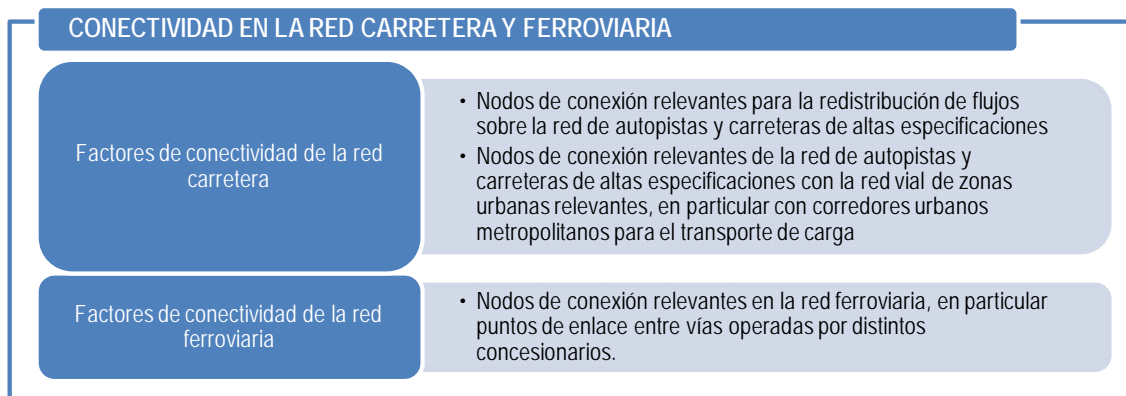 CONECTIVIDAD EN LA RED CARRETERA Y FERROVIARIA
Factores de conectividad de la red
carretera
• Nodos de conexión relevantes para la redistribución de flujos
sobre la red de autopistas y carreteras de altas especificaciones
• Nodos de conexión relevantes de la red de autopistas y
carreteras de altas especificaciones con la red vial de zonas
urbanas relevantes, en particular con corredores urbanos
metropolitanos para el transporte de carga
Factores de conectividad de la red
ferroviaria
• Nodos de conexión relevantes en la red ferroviaria, en particular
puntos de enlace entre vías operadas por distintos
concesionarios.